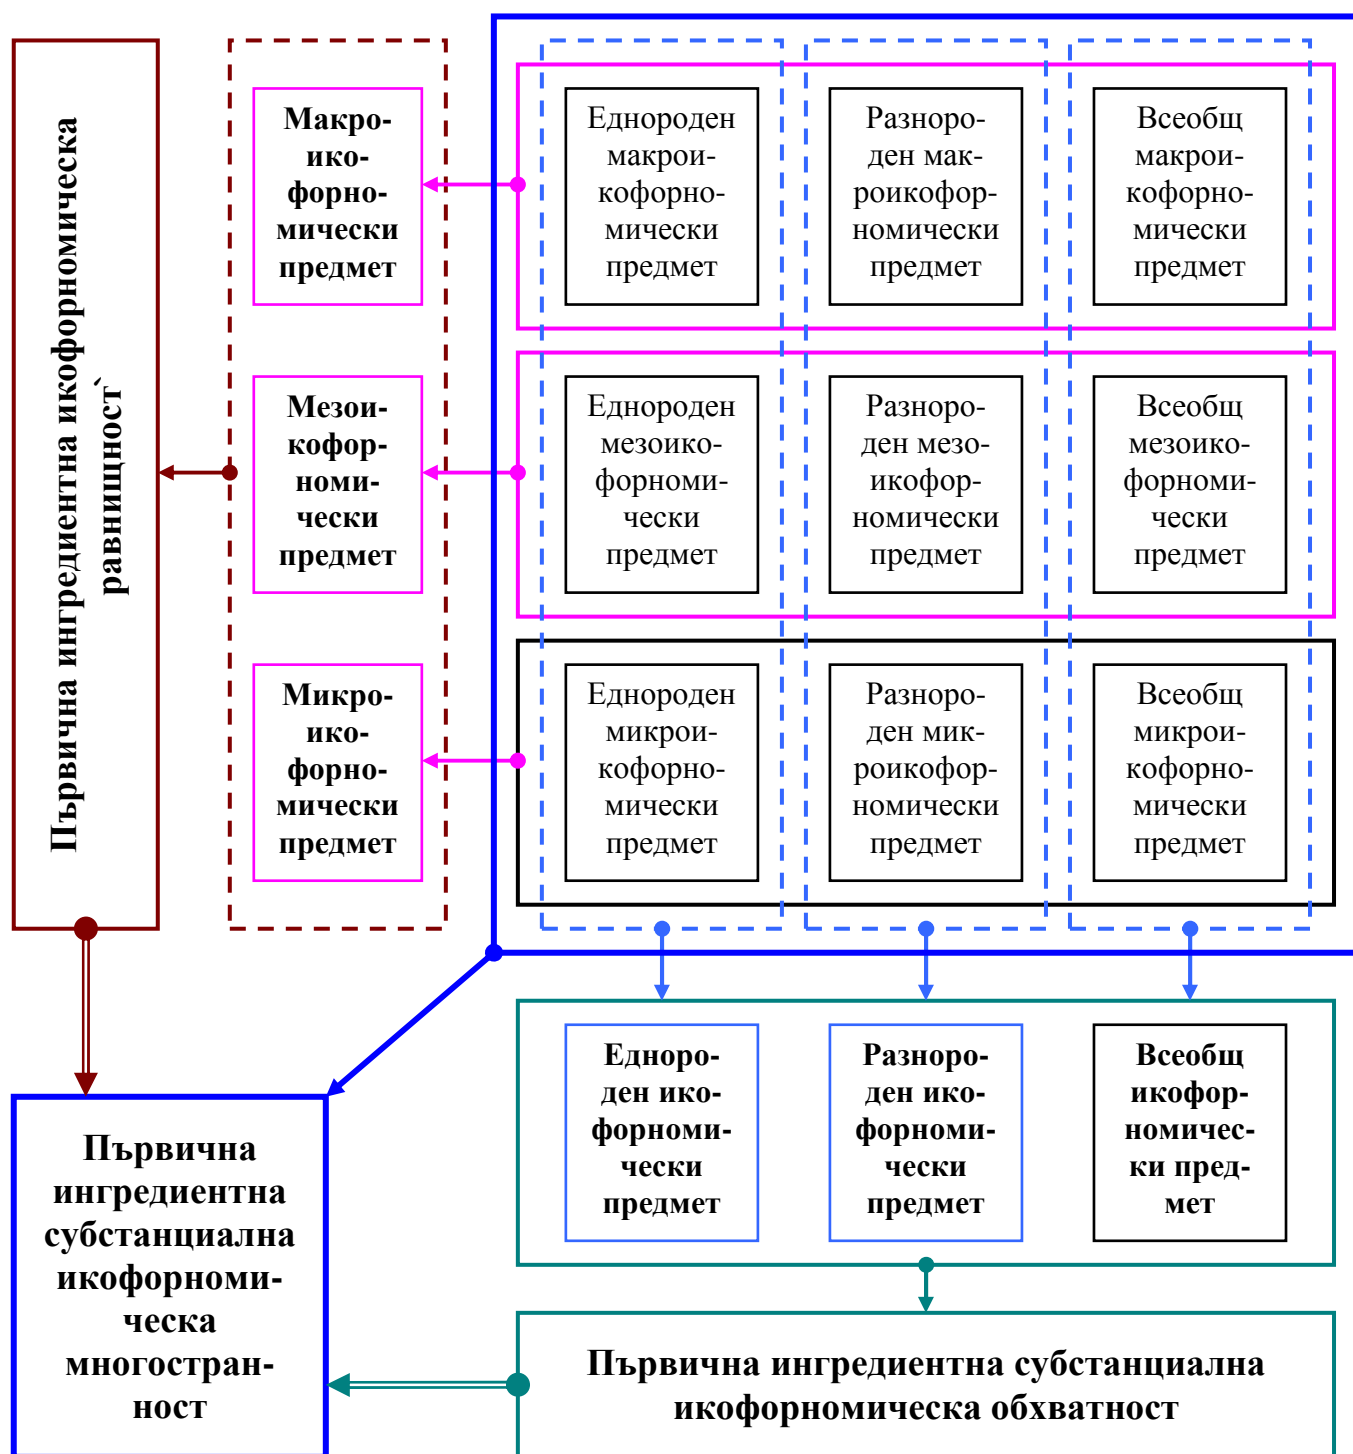 Първична ингредиентна икофорномическа
равнищност`
Макро-
ико-
форно-
мически
предмет
Еднороден
макрои-
кофорно-
мически
предмет
Разноро-
ден мак-
роикофор-
номически
предмет
Всеобщ
макрои-
кофорно-
мически
предмет
Мезои-
кофор-
номи-
чески
предмет
Еднороден
мезоико-
форноми-
чески
предмет
Разноро-
ден мезо-
икофор-
номически
предмет
Всеобщ
мезоико-
форноми-
чески
предмет
Микро-
ико-
форно-
мически
предмет
Еднороден
микрои-
кофорно-
мически
предмет
Разноро-
ден мик-
роикофор-
номически
предмет
Всеобщ
микрои-
кофорно-
мически
предмет
Едноро-
ден ико-
форноми-
чески
предмет
Разноро-
ден ико-
форноми-
чески
предмет
Всеобщ
икофор-
номичес-
ки пред-
мет
Първична
ингредиентна
субстанциална
икофорноми-
ческа
многостран-
ност
Първична ингредиентна субстанциална
икофорномическа обхватност